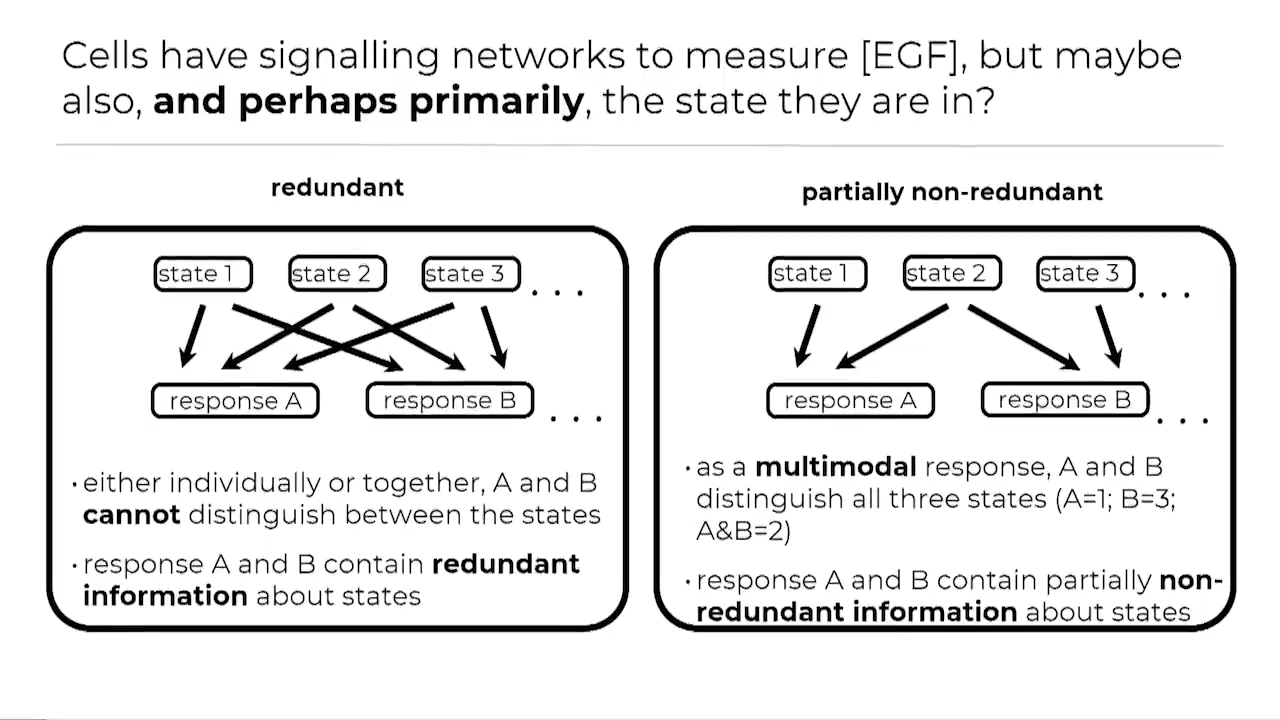 Cells have signalling networks to measure [EGF], but maybe
also, and perhaps primarily, the state they are in?
redundant
state 1
state 2
state 3
. . .
response A
response B
. . .
· either individually or together, A and B
cannot distinguish between the states
· response A and B contain redundant
information about states
partially non-redundant
state 1
state 2
state 3
. . .
response A
response B
. . .
· as a multimodal response, A and B
distinguish all three states (A=1; B=3;
A&B=2)
· response A and B contain partially non-
redundant information about states